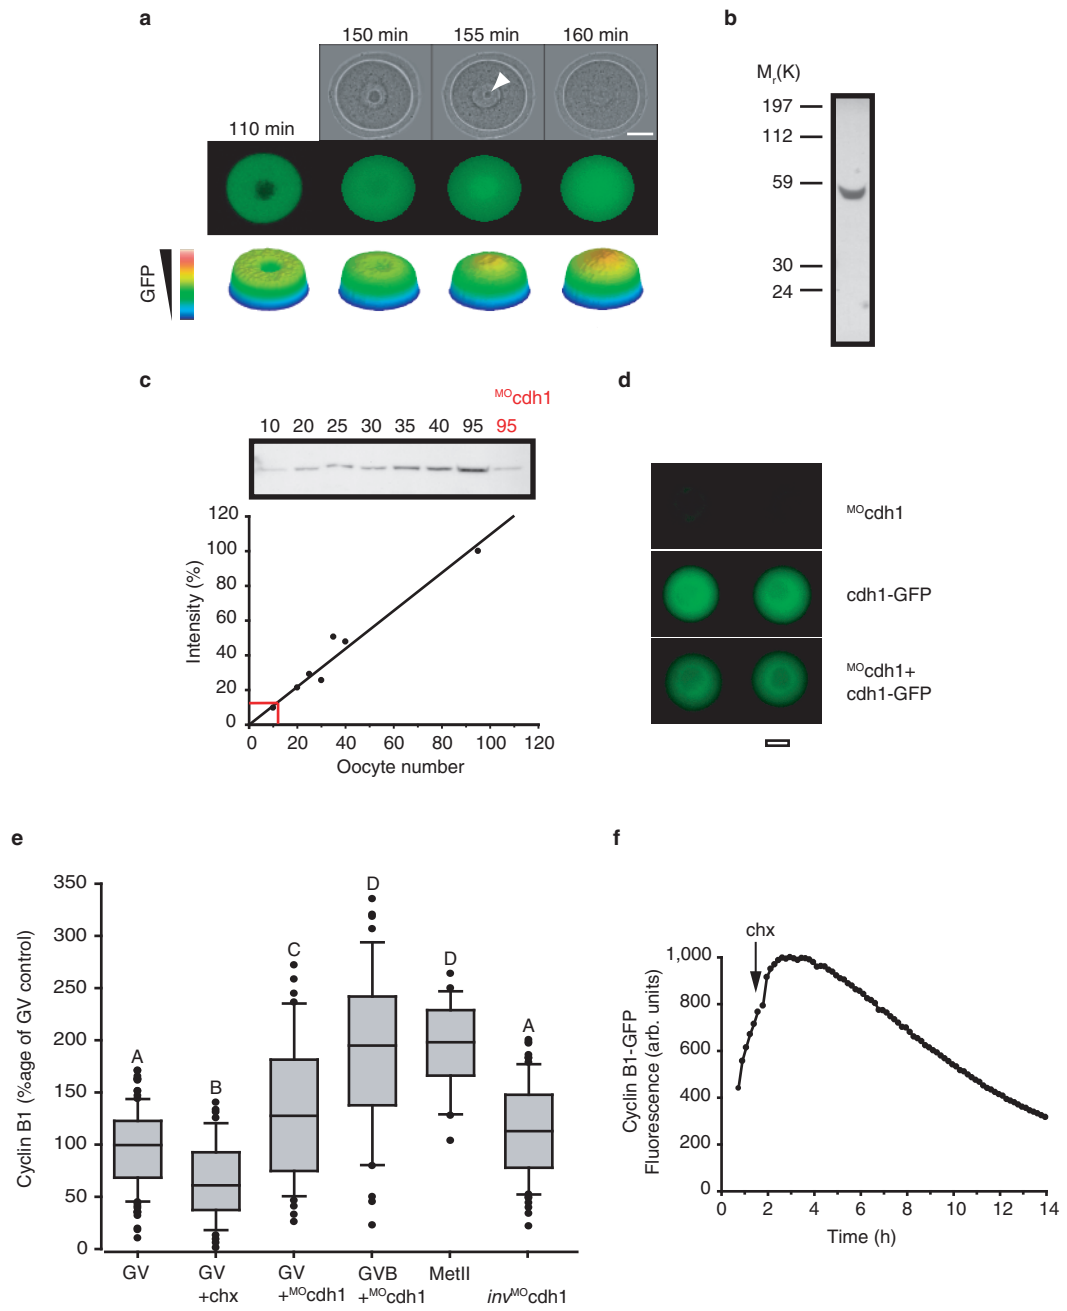 a
150 min 155 min 160 min
110 min
GFP
b
Mr(K)
197
112
59
30
24
c
MOcdh1
10 20 25 30 35 40 95 95
Intensity (%)
120
100
80
60
40
20
0
0 20 40 60 80 100 120
Oocyte number
d
MOcdh1
cdh1-GFP
MOcdh1+
cdh1-GFP
e
Cyclin B1 (%age of GV control)
350
300
250
200
150
100
50
0
A B C D D A
GV GV GV GVB MetII invMOcdh1
+chx +MOcdh1 +MOcdh1
f
chx
Cyclin B1-GFP
Fluorescence (arb. units)
1,000
800
600
400
200
0
0 2 4 6 8 10 12 14
Time (h)